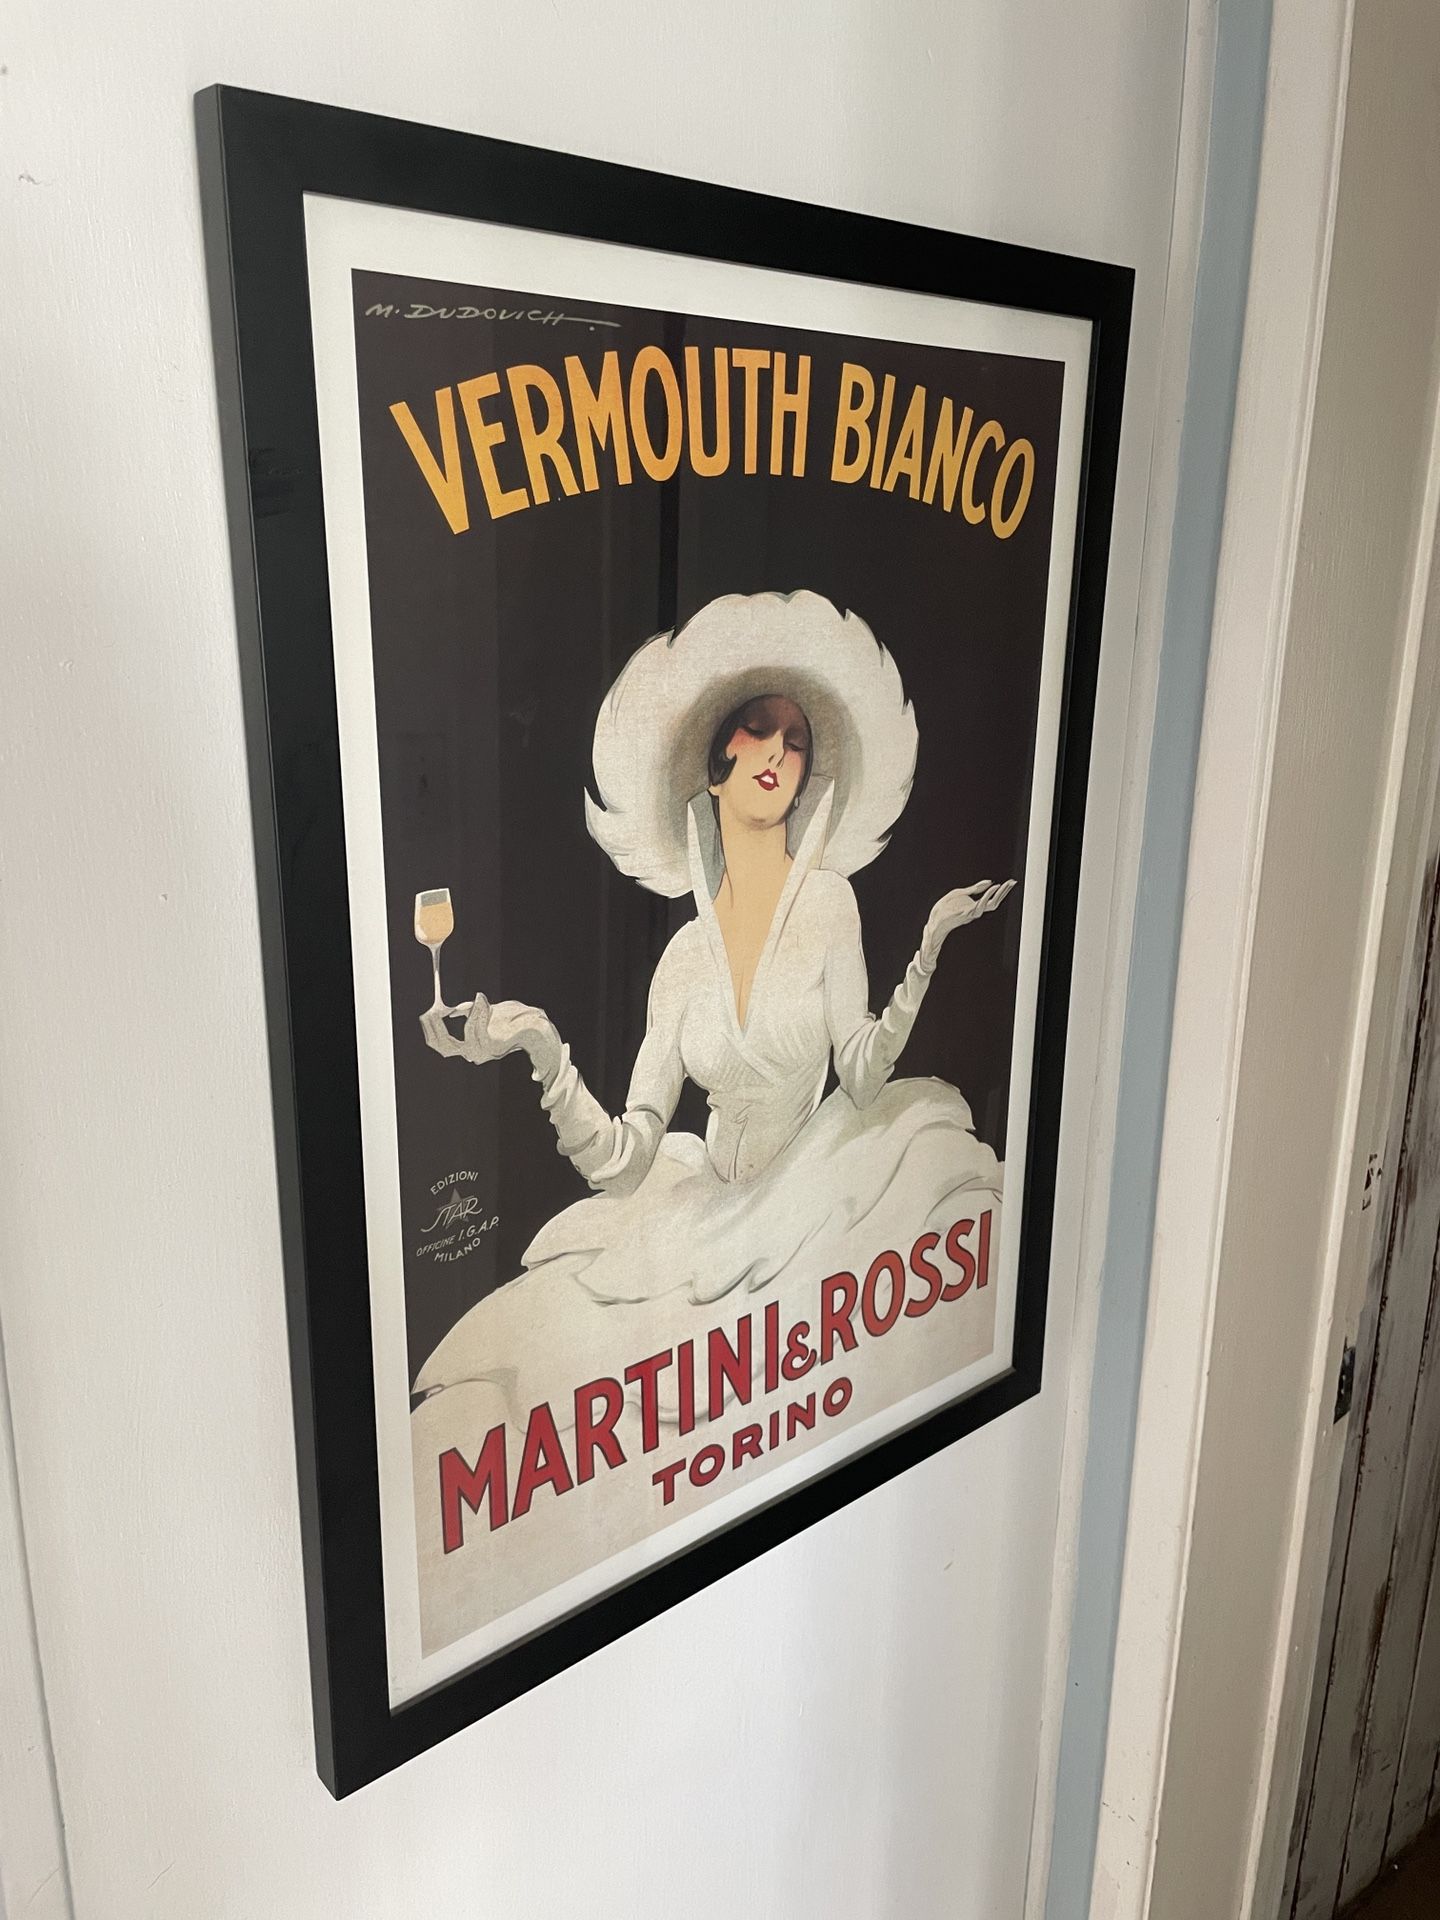 M. DUDOVICH.
VERMOUTH BIANCO
EDIZIONI
STAR
OFFICINE I.G.A.P.
MILANO
MARTINI & ROSSI
TORINO